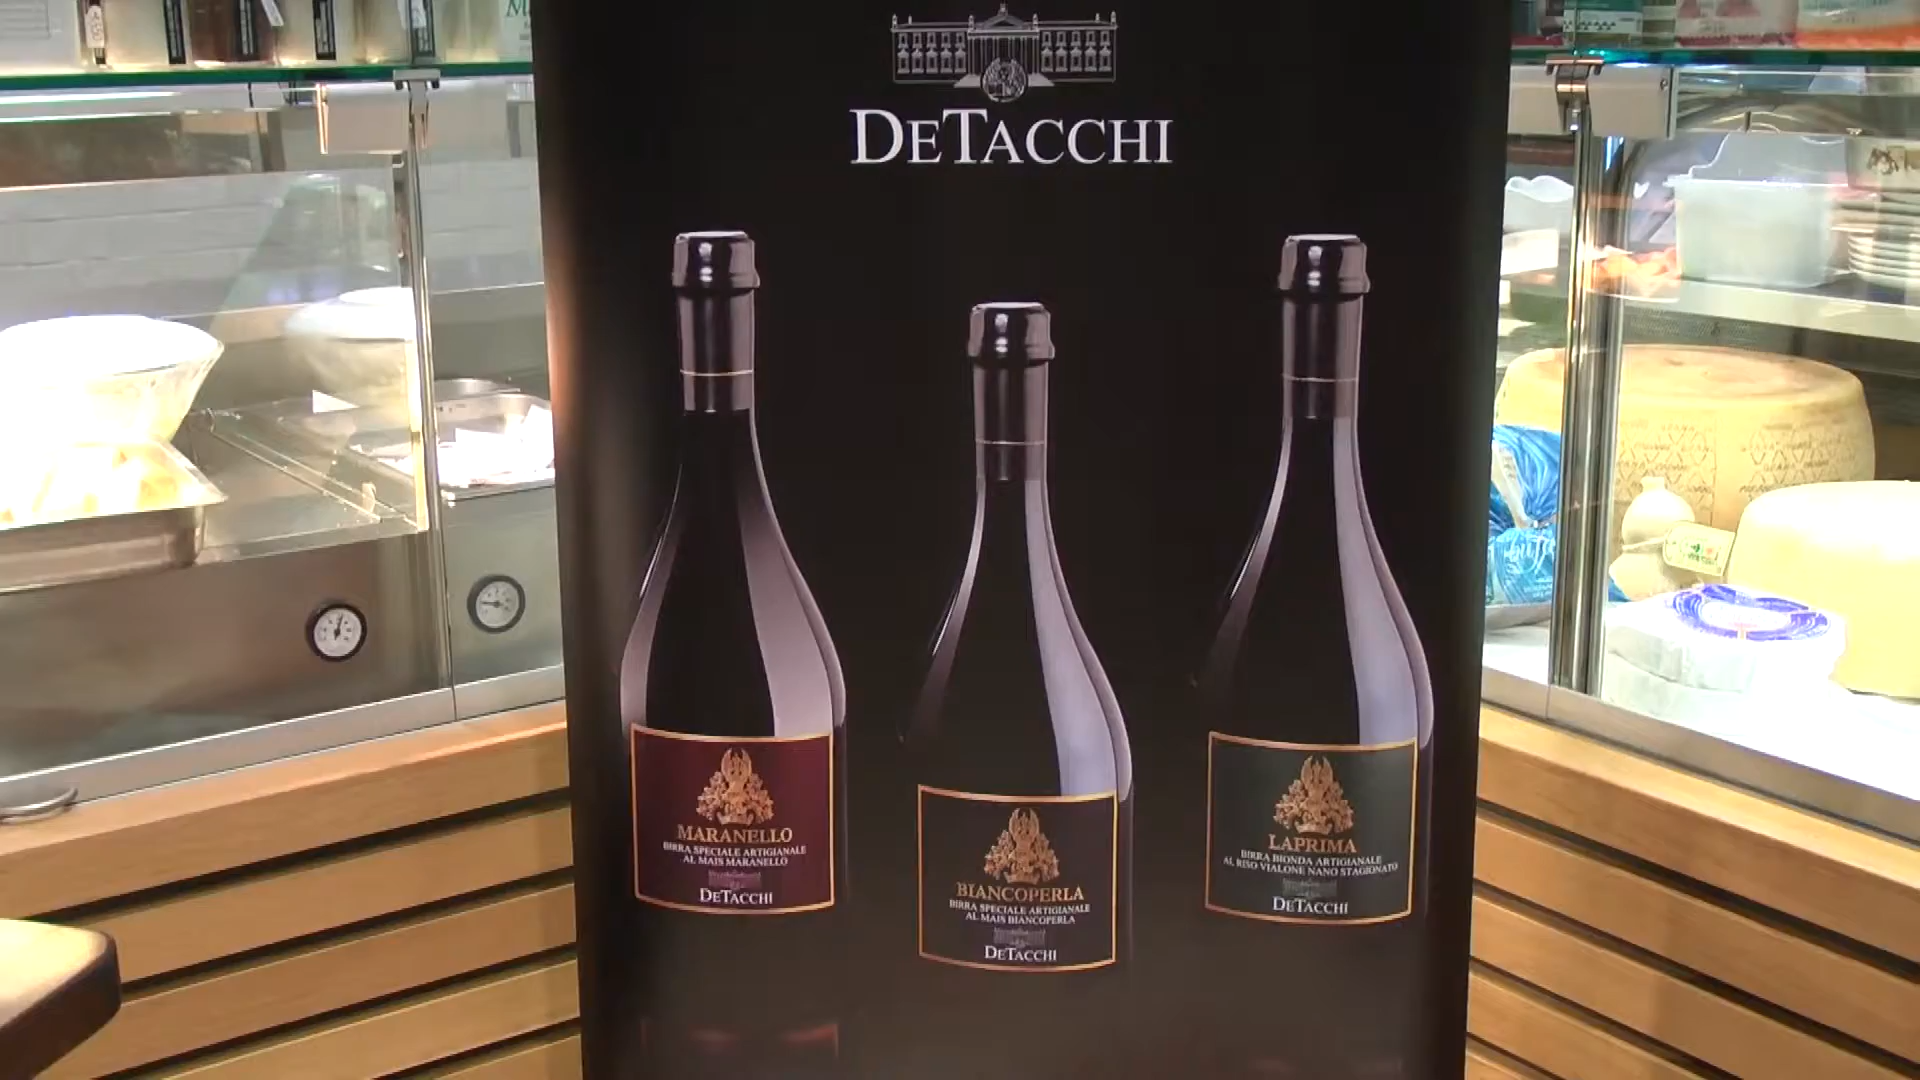 DETACCHI
MARANELLO
BIRRA SPECIALE ARTIGIANALE
AL MAIS MARANELLO
DETACCHI
BIANCOPERLA
BIRRA SPECIALE ARTIGIANALE
AL MAIS BIANCOPERLA
DETACCHI
LAPRIMA
BIRRA BIONDA ARTIGIANALE
AL RISO VIALONE NANO STAGIONATO
DETACCHI